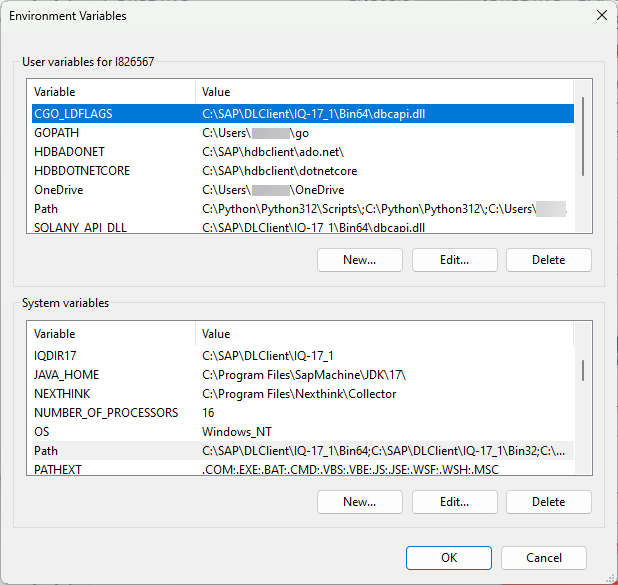 Environment Variables
User variables for I826567
Variable Value
CGO_LDFLAGS C:\SAP\DLClient\IQ-17_1\Bin64\dbcapi.dll
GOPATH C:\Users\ \go
HDBADONET C:\SAP\hdbclient\ado.net\
HDBDOTNETCORE C:\SAP\hdbclient\dotnetcore
OneDrive C:\Users\ \OneDrive
Path C:\Python\Python312\Scripts\;C:\Python\Python312\;C:\Users\
SQLANY_API_DLL C:\SAP\DLClient\IQ-17_1\Bin64\dbcapi.dll
New... Edit... Delete
System variables
Variable Value
IQDIR17 C:\SAP\DLClient\IQ-17_1
JAVA_HOME C:\Program Files\SapMachine\JDK\17\
NEXTHINK C:\Program Files\Nexthink\Collector
NUMBER_OF_PROCESSORS 16
OS Windows_NT
Path C:\SAP\DLClient\IQ-17_1\Bin64;C:\SAP\DLClient\IQ-17_1\Bin32;C:\...
PATHEXT .COM;.EXE;.BAT;.CMD;.VBS;.VBE;.JS;.JSE;.WSF;.WSH;.MSC
New... Edit... Delete
OK Cancel